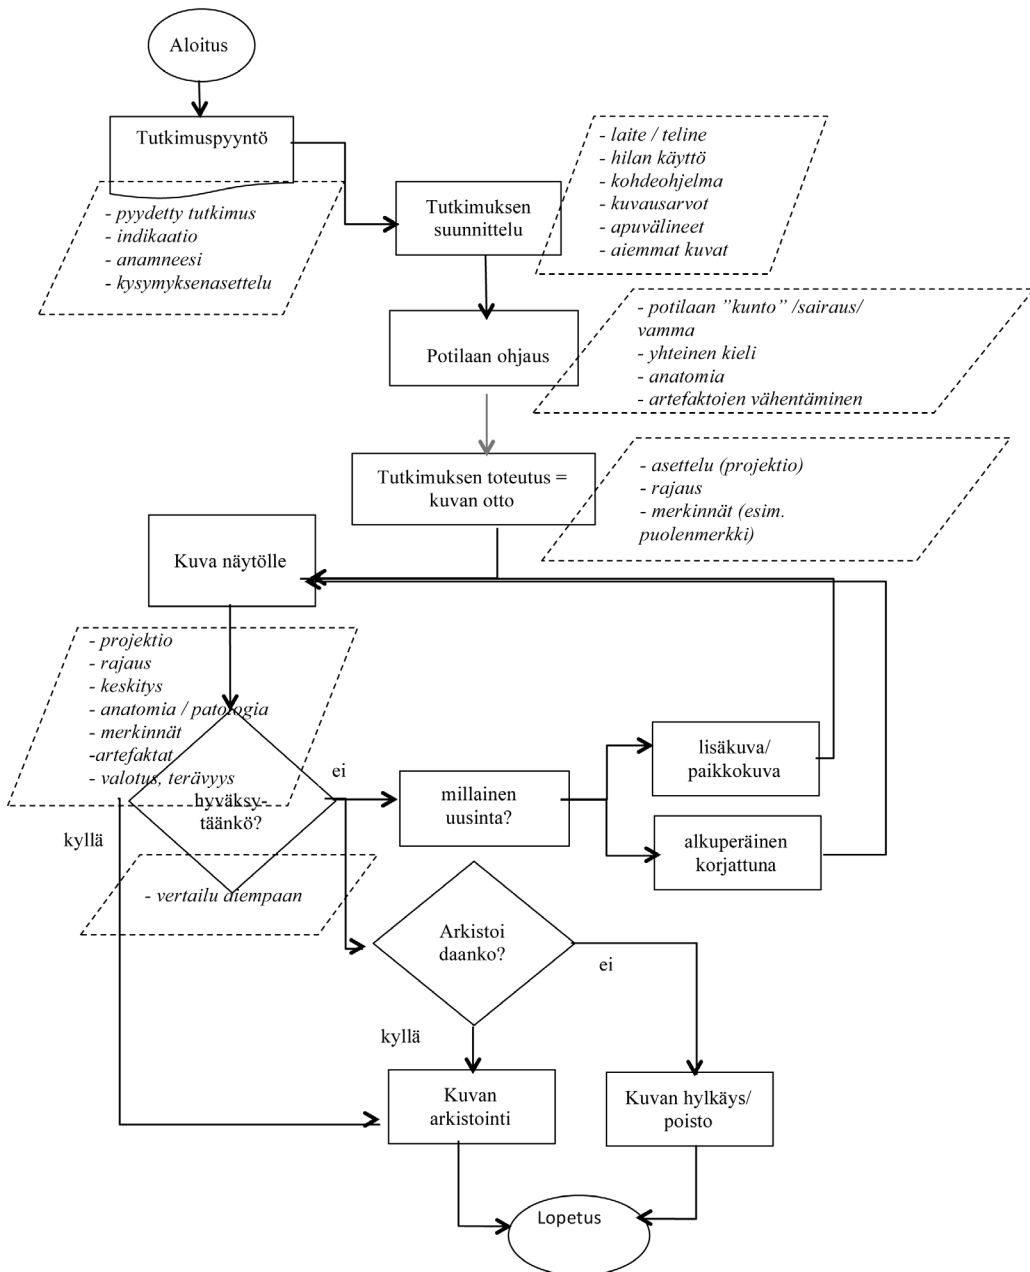 Aloitus
Tutkimuspyyntö
- pyydetty tutkimus
- indikaatio
- anamneesi
- kysymyksenasettelu
Tutkimuksen
suunnittelu
- laite / teline
- hilan käyttö
- kohdeohjelma
- kuvausarvot
- apuvälineet
- aiemmat kuvat
Potilaan ohjaus
- potilaan ”kunto” /sairaus/
vamma
- yhteinen kieli
- anatomia
- artefaktojen vähentäminen
Tutkimuksen toteutus =
kuvan otto
- asettelu (projektio)
- rajaus
- merkinnät (esim.
puolenmerkki)
Kuva näytölle
- projektio
- rajaus
- keskitys
- anatomia / patologia
- merkinnät
-artefaktat
- valotus, terävyys
hyväksy-
täänkö?
ei
kyllä
millainen
uusinta?
lisäkuva/
paikkokuva
alkuperäinen
korjattuna
- vertailu aiempaan
Arkistoi
daanko?
ei
kyllä
Kuvan
arkistointi
Kuvan hylkäys/
poisto
Lopetus